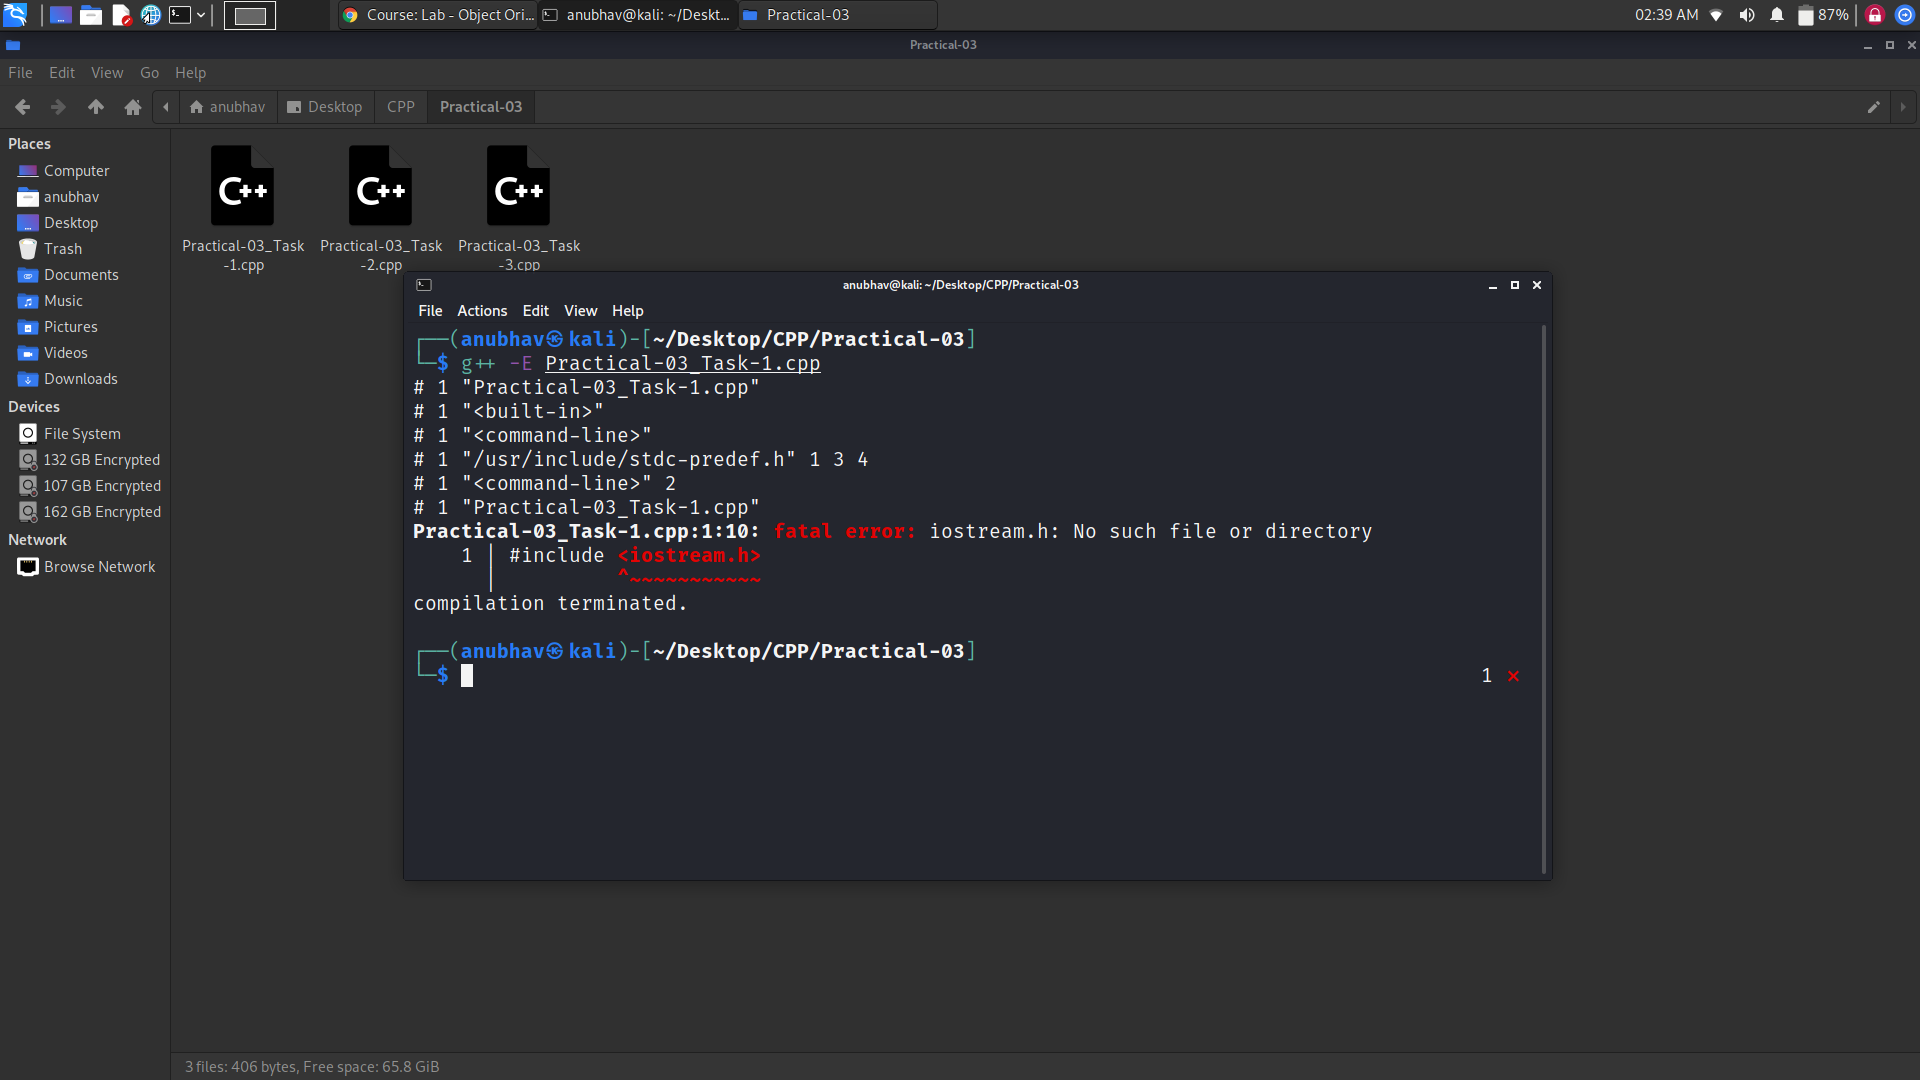 Course: Lab - Object Ori...
anubhav@kali: ~/Deskt...
Practical-03
02:39 AM
87%
Practical-03
File Edit View Go Help
anubhav Desktop CPP Practical-03
Places
Computer
anubhav
Desktop
Trash
Documents
Music
Pictures
Videos
Downloads
Devices
File System
132 GB Encrypted
107 GB Encrypted
162 GB Encrypted
Network
Browse Network
C++
C++
C++
Practical-03_Task
-1.cpp
Practical-03_Task
-2.cpp
Practical-03_Task
-3.cpp
anubhav@kali: ~/Desktop/CPP/Practical-03
File Actions Edit View Help
┌──(anubhav㉿kali)-[~/Desktop/CPP/Practical-03]
└─$ g++ -E Practical-03_Task-1.cpp
# 1 "Practical-03_Task-1.cpp"
# 1 "<built-in>"
# 1 "<command-line>"
# 1 "/usr/include/stdc-predef.h" 1 3 4
# 1 "<command-line>" 2
# 1 "Practical-03_Task-1.cpp"
Practical-03_Task-1.cpp:1:10: fatal error: iostream.h: No such file or directory
1 | #include <iostream.h>
| ^~~~~~~~~~~~
compilation terminated.
┌──(anubhav㉿kali)-[~/Desktop/CPP/Practical-03]
└─$ 1 ⨯
3 files: 406 bytes, Free space: 65.8 GiB